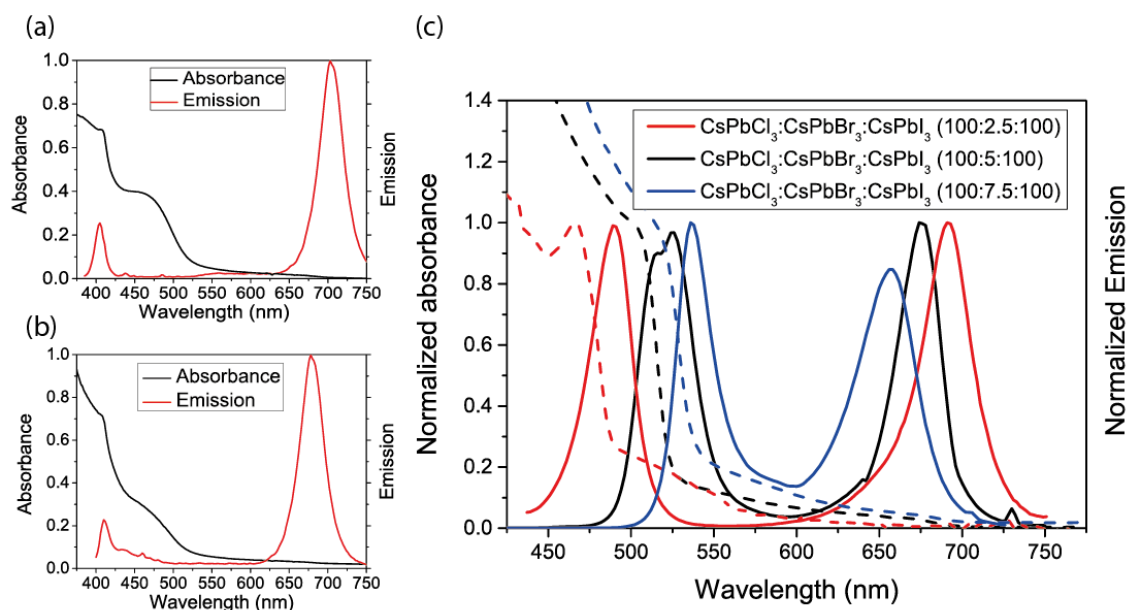 (a)
1.0
0.8
0.6
0.4
0.2
0.0
Absorbance
Absorbance
Emission
Emission
400 450 500 550 600 650 700 750
Wavelength (nm)
(b)
1.0
0.8
0.6
0.4
0.2
0.0
Absorbance
Absorbance
Emission
Emission
400 450 500 550 600 650 700 750
Wavelength (nm)
(c)
1.4
1.2
1.0
0.8
0.6
0.4
0.2
0.0
Normalized absorbance
CsPbCl₃:CsPbBr₃:CsPbI₃ (100:2.5:100)
CsPbCl₃:CsPbBr₃:CsPbI₃ (100:5:100)
CsPbCl₃:CsPbBr₃:CsPbI₃ (100:7.5:100)
Normalized Emission
450 500 550 600 650 700 750
Wavelength (nm)